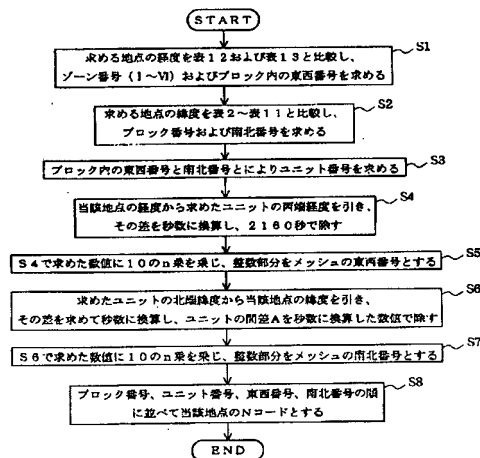 START
S1
求める地点の経度を表12および表13と比較し、
ゾーン番号(I~VI)およびブロック内の東西番号を求める
S2
求める地点の緯度を表2~表11と比較し、
ブロック番号および南北番号を求める
S3
ブロック内の東西番号と南北番号とによりユニット番号を求める
S4
当該地点の経度から求めたユニットの西端経度を引き、
その差を秒数に換算し、2160秒で除す
S5
S4で求めた数値に10のn乗を乗じ、整数部分をメッシュの東西番号とする
S6
求めたユニットの北端緯度から当該地点の緯度を引き、
その差を求めて秒数に換算し、ユニットの間差Aを秒数に換算した数値で除す
S7
S6で求めた数値に10のn乗を乗じ、整数部分をメッシュの南北番号とする
S8
ブロック番号、ユニット番号、東西番号、南北番号の順
に並べて当該地点のNコードとする
END